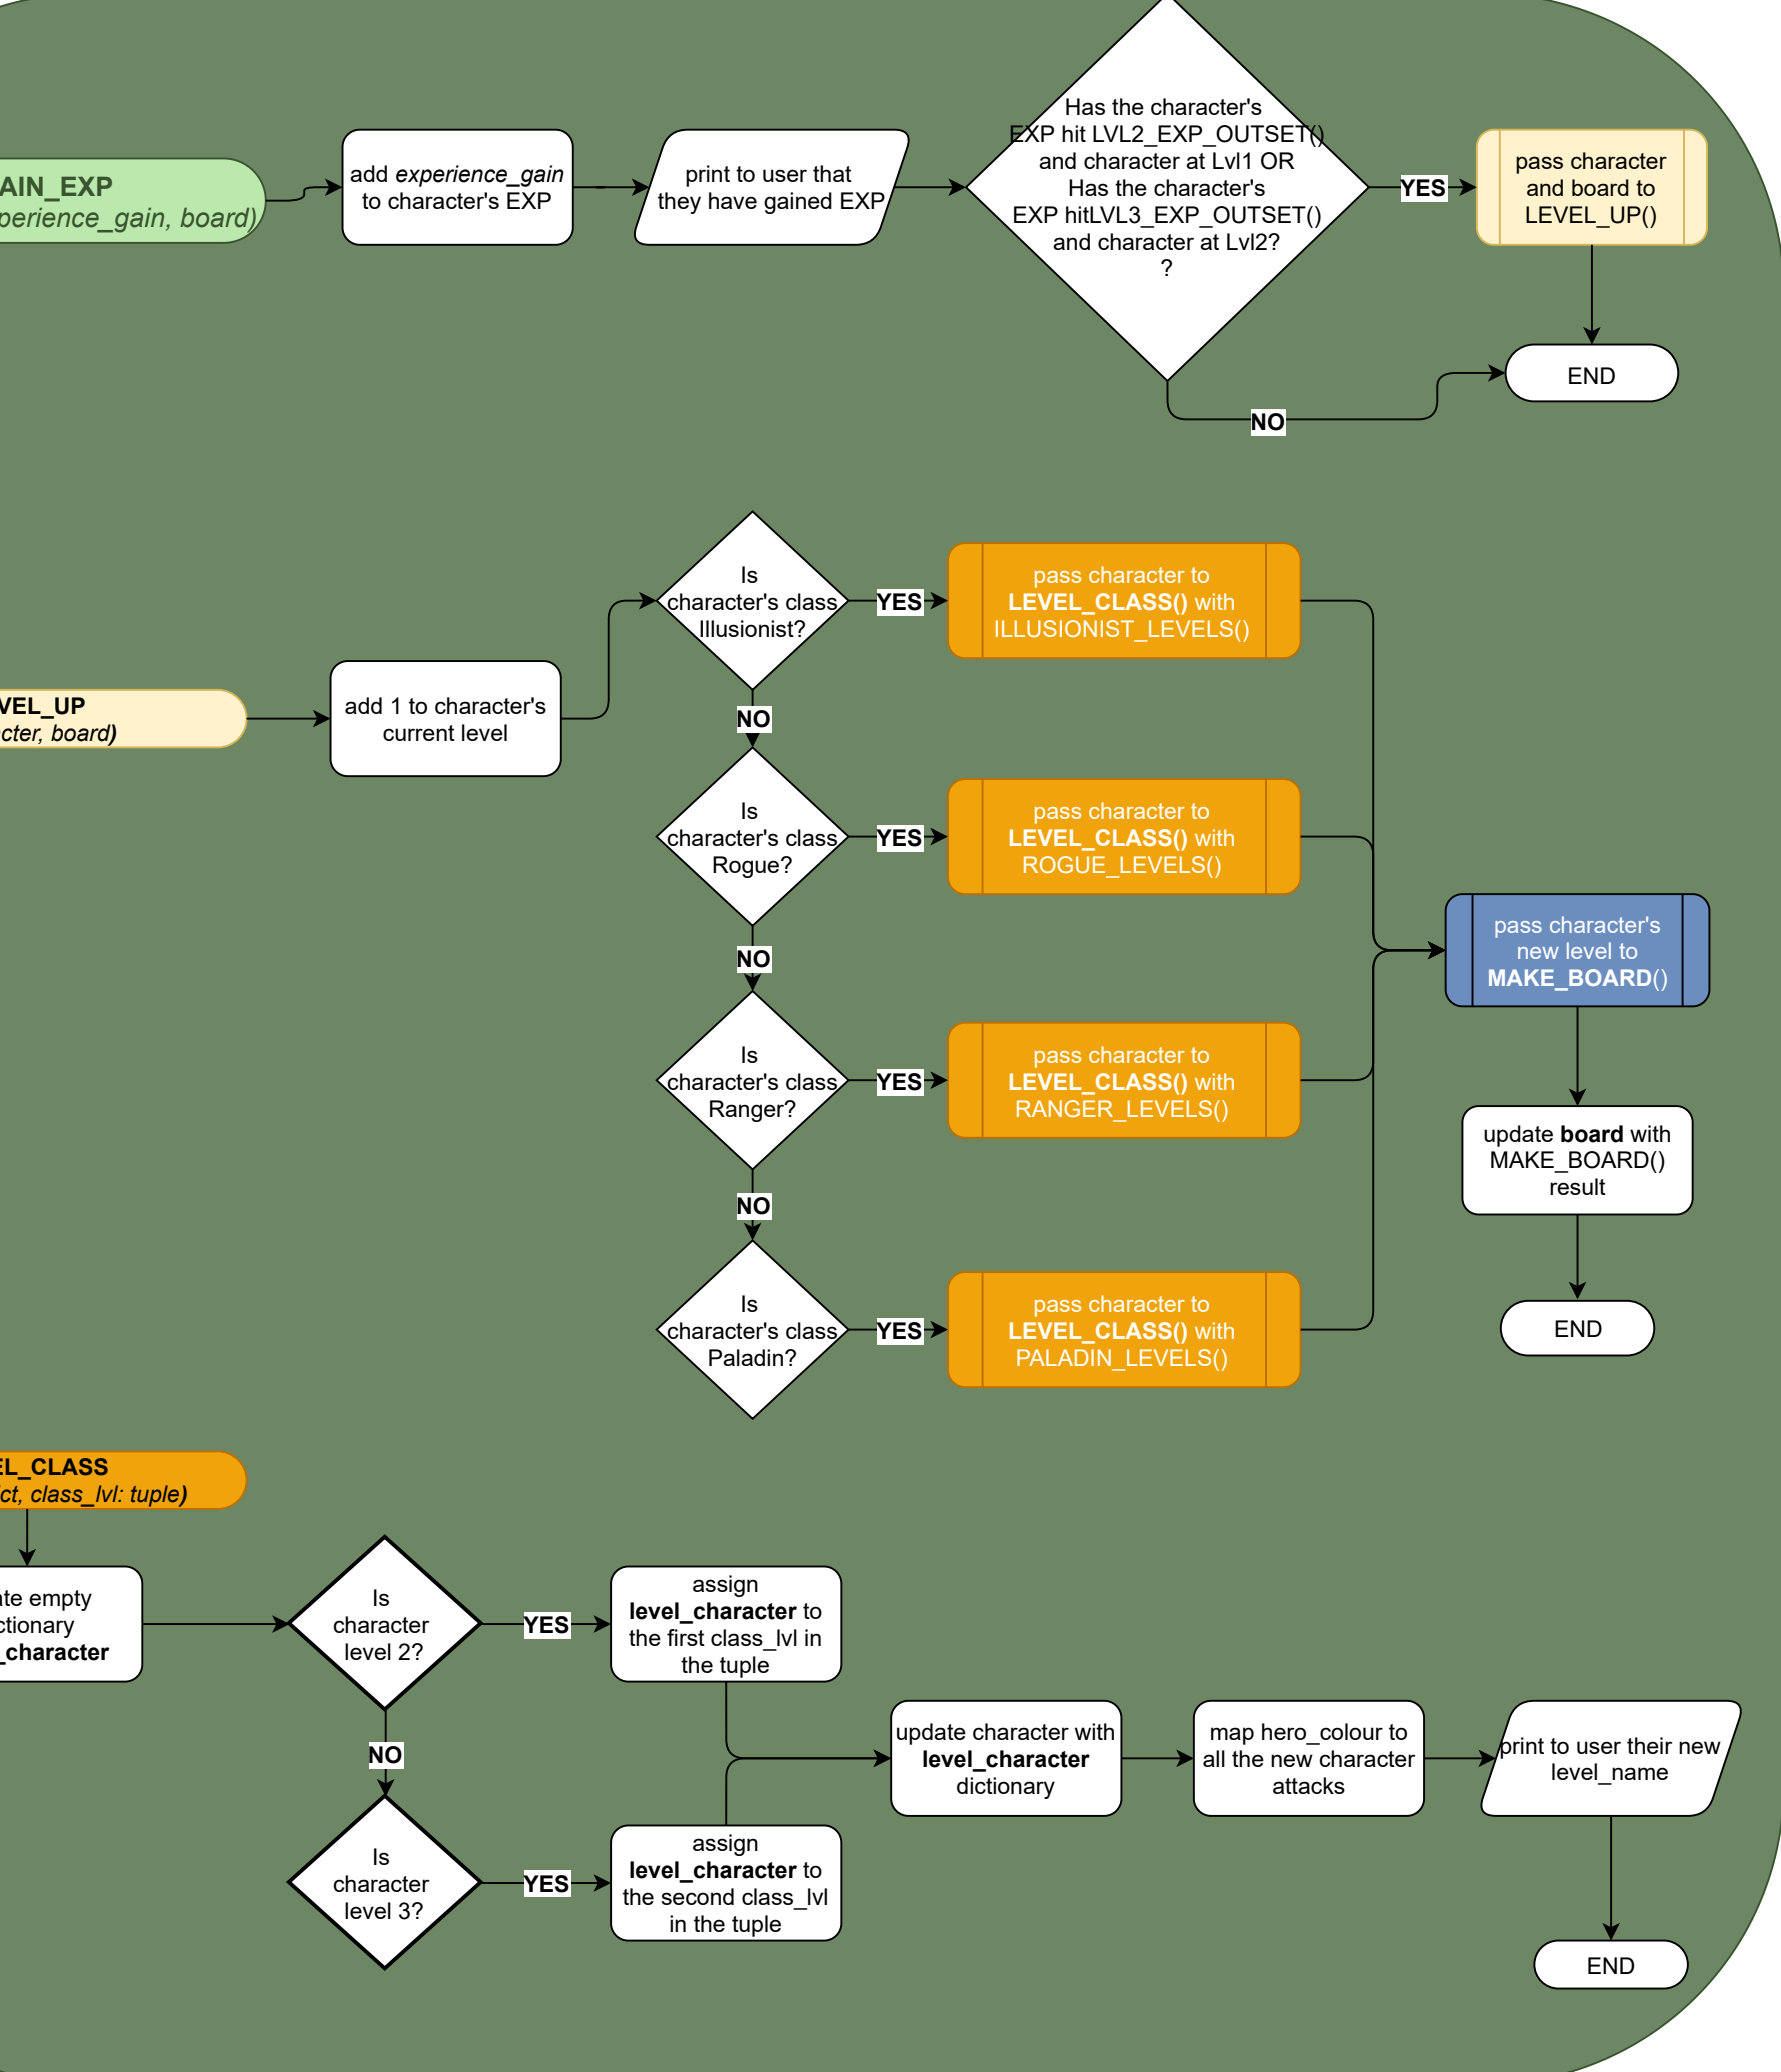 AIN_EXP
perience_gain, board)
add experience_gain
to character's EXP
print to user that
they have gained EXP
Has the character's
EXP hit LVL2_EXP_OUTSET()
and character at Lvl1 OR
Has the character's
EXP hitLVL3_EXP_OUTSET()
and character at Lvl2?
?
YES
pass character
and board to
LEVEL_UP()
END
NO
VEL_UP
cter, board)
add 1 to character's
current level
Is
character's class
Illusionist?
YES
pass character to
LEVEL_CLASS() with
ILLUSIONIST_LEVELS()
NO
Is
character's class
Rogue?
YES
pass character to
LEVEL_CLASS() with
ROGUE_LEVELS()
NO
Is
character's class
Ranger?
YES
pass character to
LEVEL_CLASS() with
RANGER_LEVELS()
NO
Is
character's class
Paladin?
YES
pass character to
LEVEL_CLASS() with
PALADIN_LEVELS()
pass character's
new level to
MAKE_BOARD()
update board with
MAKE_BOARD()
result
END
EL_CLASS
ct, class_lvl: tuple)
ate empty
ctionary
_character
Is
character
level 2?
YES
assign
level_character to
the first class_lvl in
the tuple
NO
Is
character
level 3?
YES
assign
level_character to
the second class_lvl
in the tuple
update character with
level_character
dictionary
map hero_colour to
all the new character
attacks
print to user their new
level_name
END